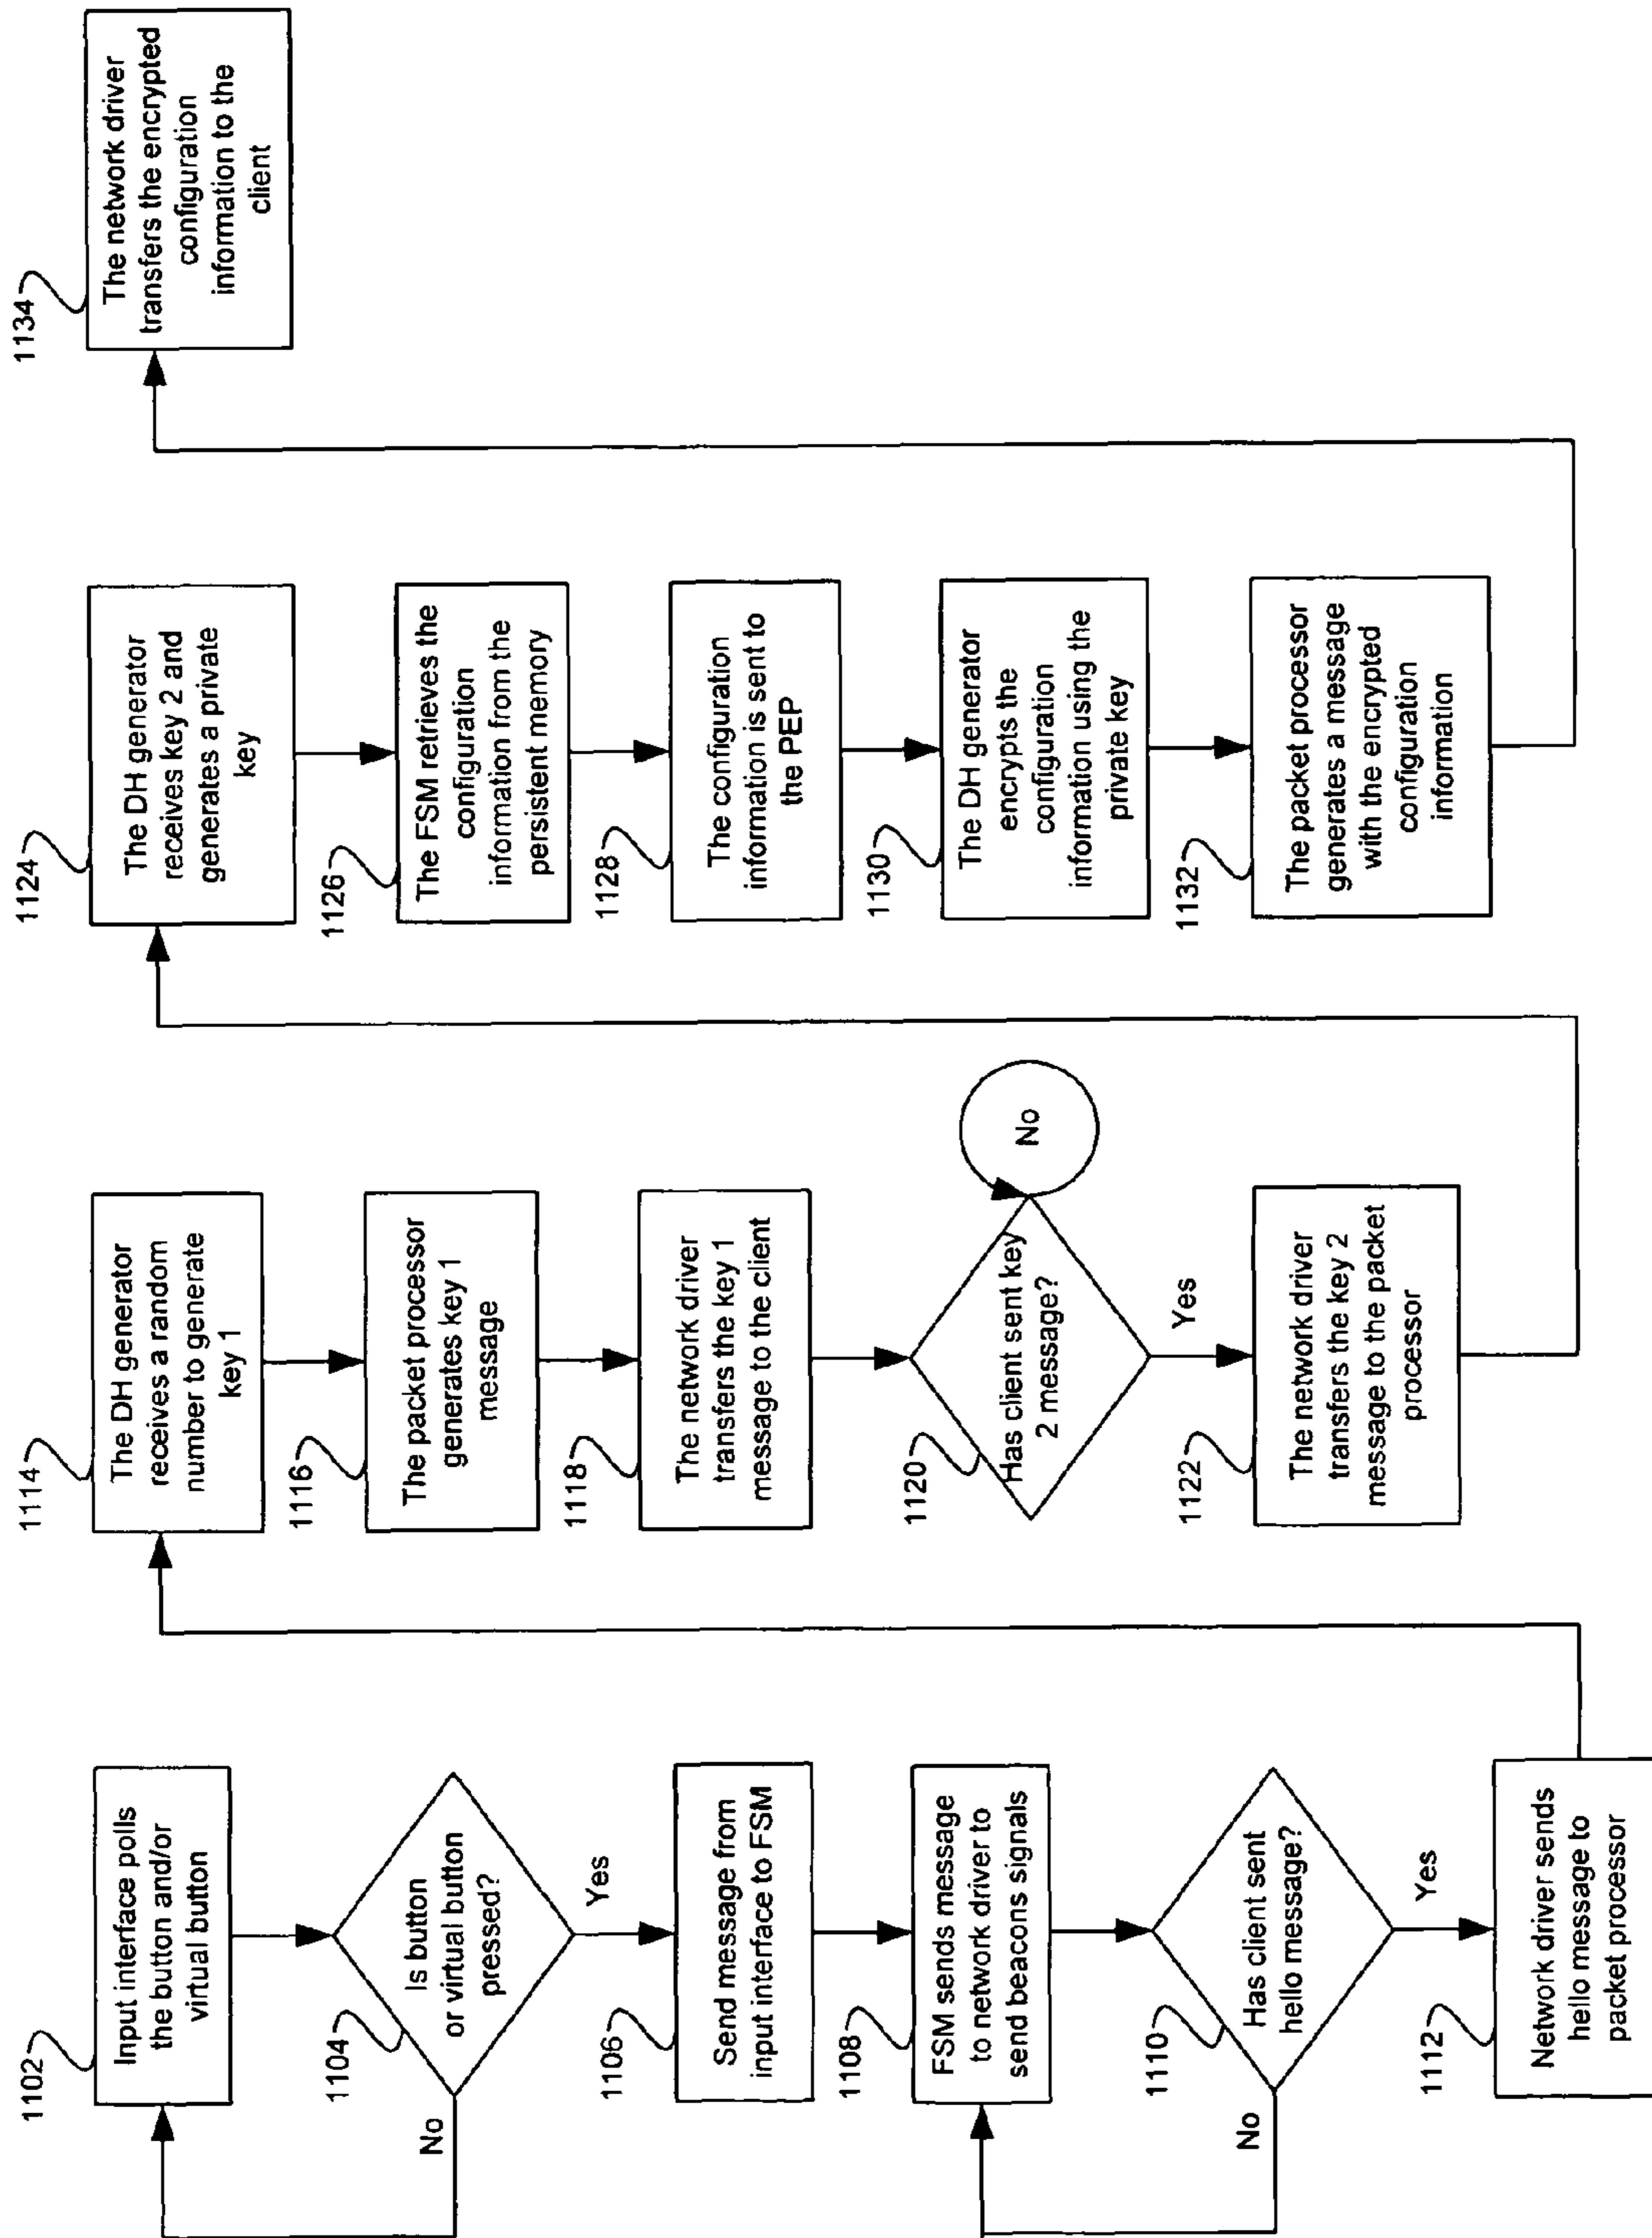 1102
Input interface polls
the button and/or
virtual button
1104
Is button
or virtual button
pressed?
No
Yes
1106
Send message from
input interface to FSM
1108
FSM sends message
to network driver to
send beacons signals
1110
Has client sent
hello message?
No
Yes
1112
Network driver sends
hello message to
packet processor
1114
The DH generator
receives a random
number to generate
key 1
1116
The packet processor
generates key 1
message
1118
The network driver
transfers the key 1
message to the client
1120
Has client sent key
2 message?
No
Yes
1122
The network driver
transfers the key 2
message to the packet
processor
1124
The DH generator
receives key 2 and
generates a private
key
1126
The FSM retrieves the
configuration
information from the
persistent memory
1128
The configuration
information is sent to
the PEP
1130
The DH generator
encrypts the
configuration
information using the
private key
1132
The packet processor
generates a message
with the encrypted
configuration
information
1134
The network driver
transfers the encrypted
configuration
information to the
client